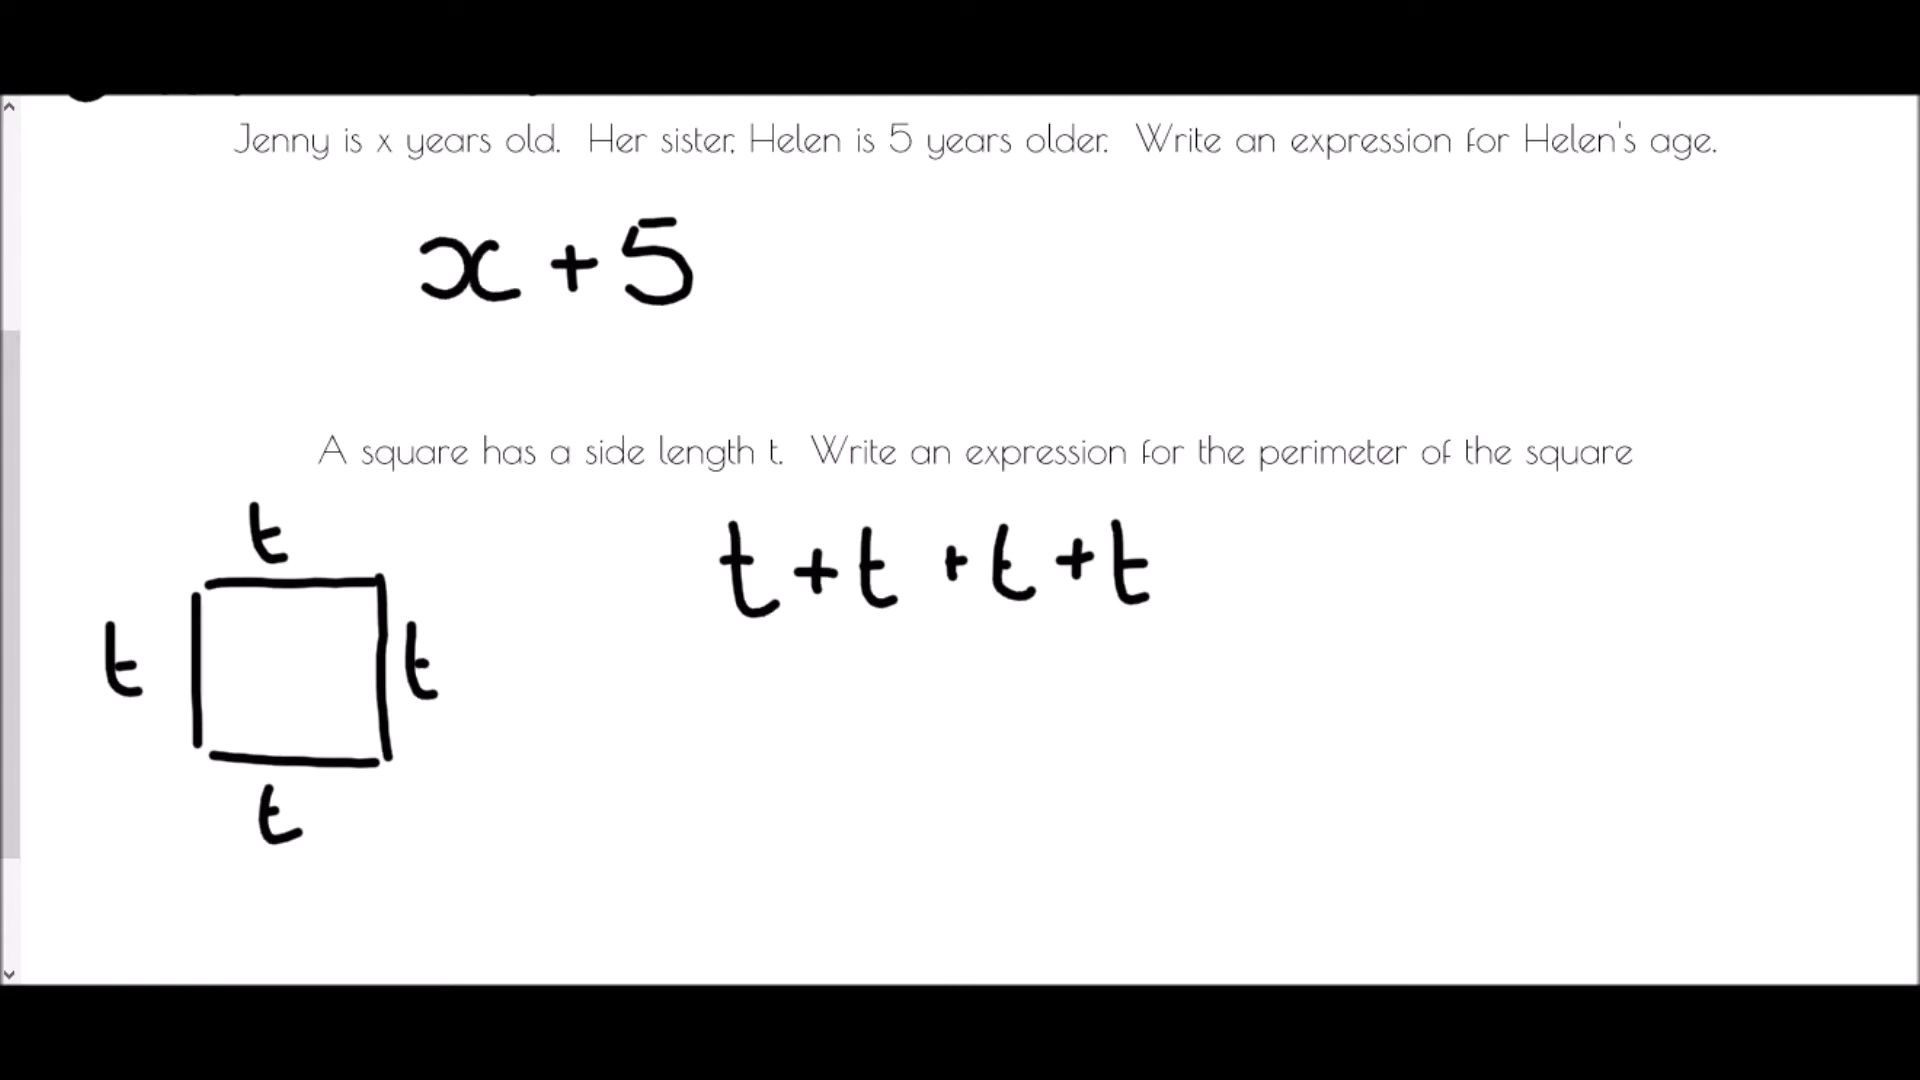 Jenny is x years old. Her sister, Helen is 5 years older. Write an expression for Helen's age.
x + 5
A square has a side length t. Write an expression for the perimeter of the square
t
t + t + t + t
t
t
t